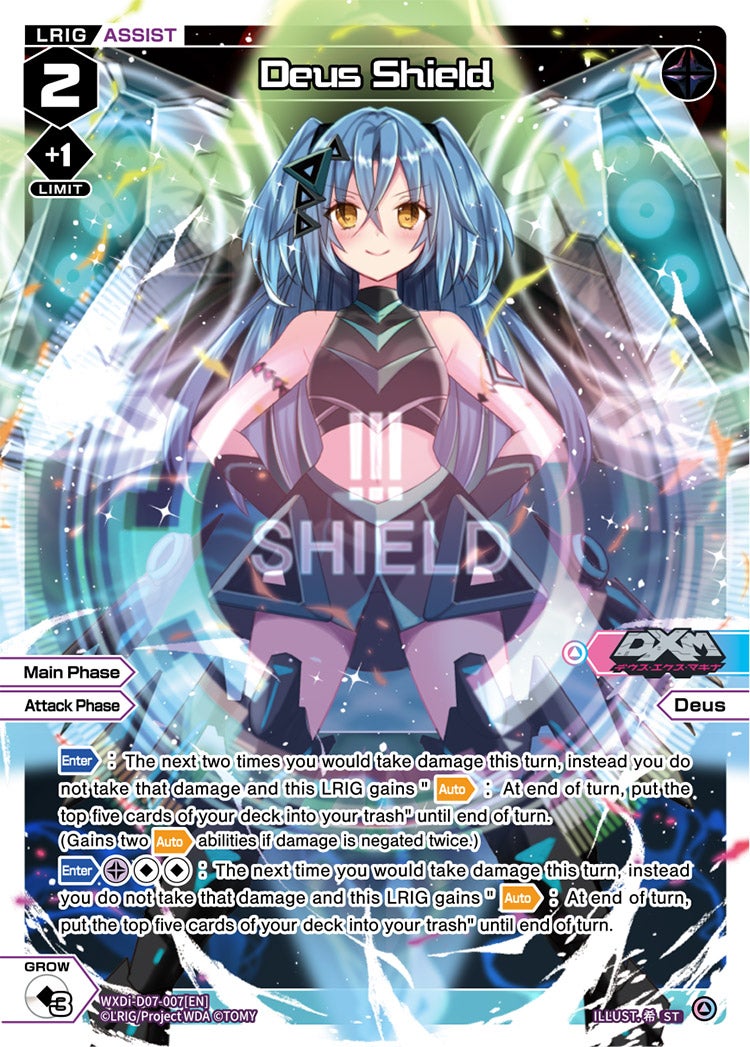 LRIG ASSIST
2
Deus Shield
+1
LIMIT
!!!
SHIELD
DXM
デウス・エクス・マキナ
Main Phase
Attack Phase
Deus
Enter : The next two times you would take damage this turn, instead you do
not take that damage and this LRIG gains " Auto : At end of turn, put the
top five cards of your deck into your trash" until end of turn.
(Gains two Auto abilities if damage is negated twice.)
Enter : The next time you would take damage this turn, instead
you do not take that damage and this LRIG gains " Auto : At end of turn,
put the top five cards of your deck into your trash" until end of turn.
GROW
3
WXDi-D07-007[EN]
©LRIG/Project WDA ©TOMY
ILLUST. 希 ST